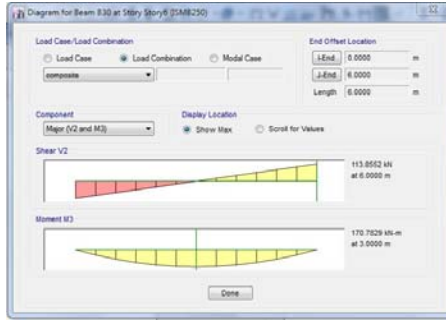 Diagram for Beam B30 at Story Story6 (ISMB250)
Load Case/Load Combination
Load Case
Load Combination
Modal Case
composite
End Offset Location
I-End
0.0000
m
J-End
6.0000
m
Length
6.0000
m
Component
Major (V2 and M3)
Display Location
Show Max
Scroll for Values
Shear V2
113.8552 kN
at 6.0000 m
Moment M3
170.7829 kN-m
at 3.0000 m
Done